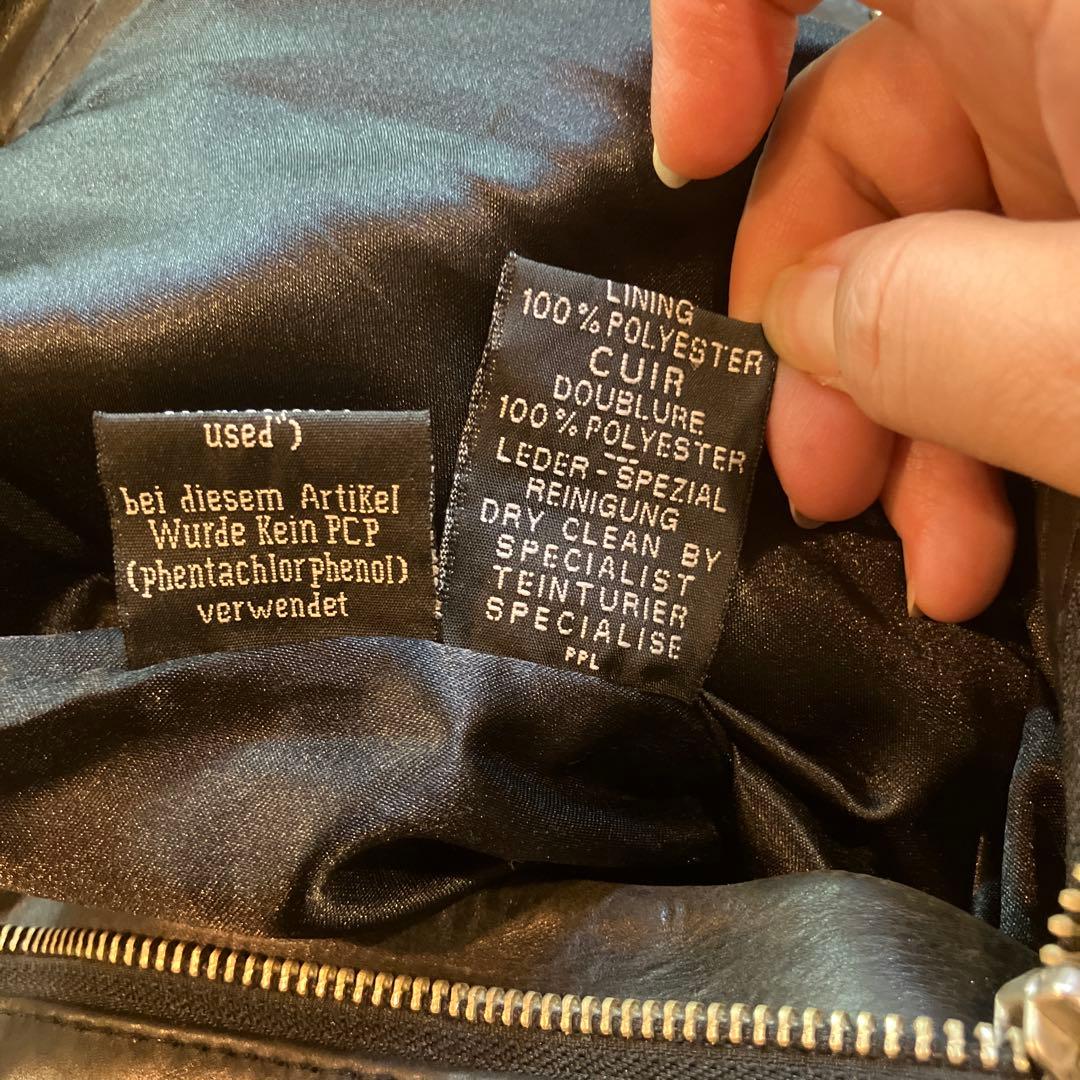 used")
bei diesem Artikel
Wurde Kein PCP
(phentachlorphenol)
verwendet
LINING
100% POLYESTER
CUIR
DOUBLURE
100% POLYESTER
LEDER-SPEZIAL
REINIGUNG
DRY CLEAN BY
SPECIALIST
TEINTURIER
SPECIALISE
PPL